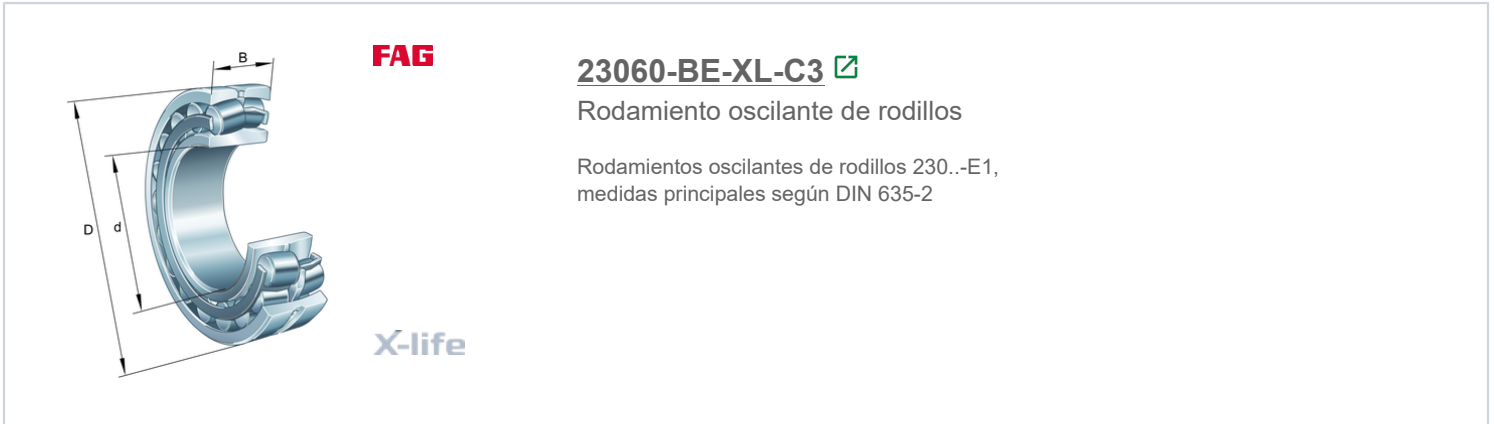 FAG
B
D
d
X-life
23060-BE-XL-C3
Rodamiento oscilante de rodillos
Rodamientos oscilantes de rodillos 230..-E1,
medidas principales según DIN 635-2